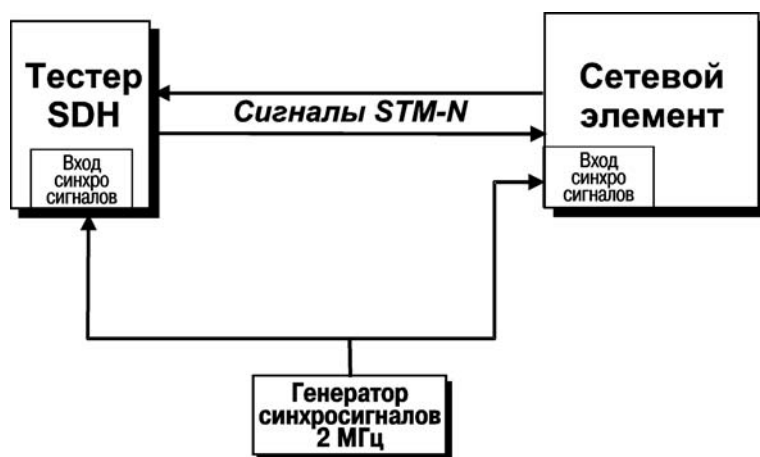 Тестер
SDH
Вход
синхро
сигналов
Сигналы STM-N
Сетевой
элемент
Вход
синхро
сигналов
Генератор
синхросигналов
2 МГц